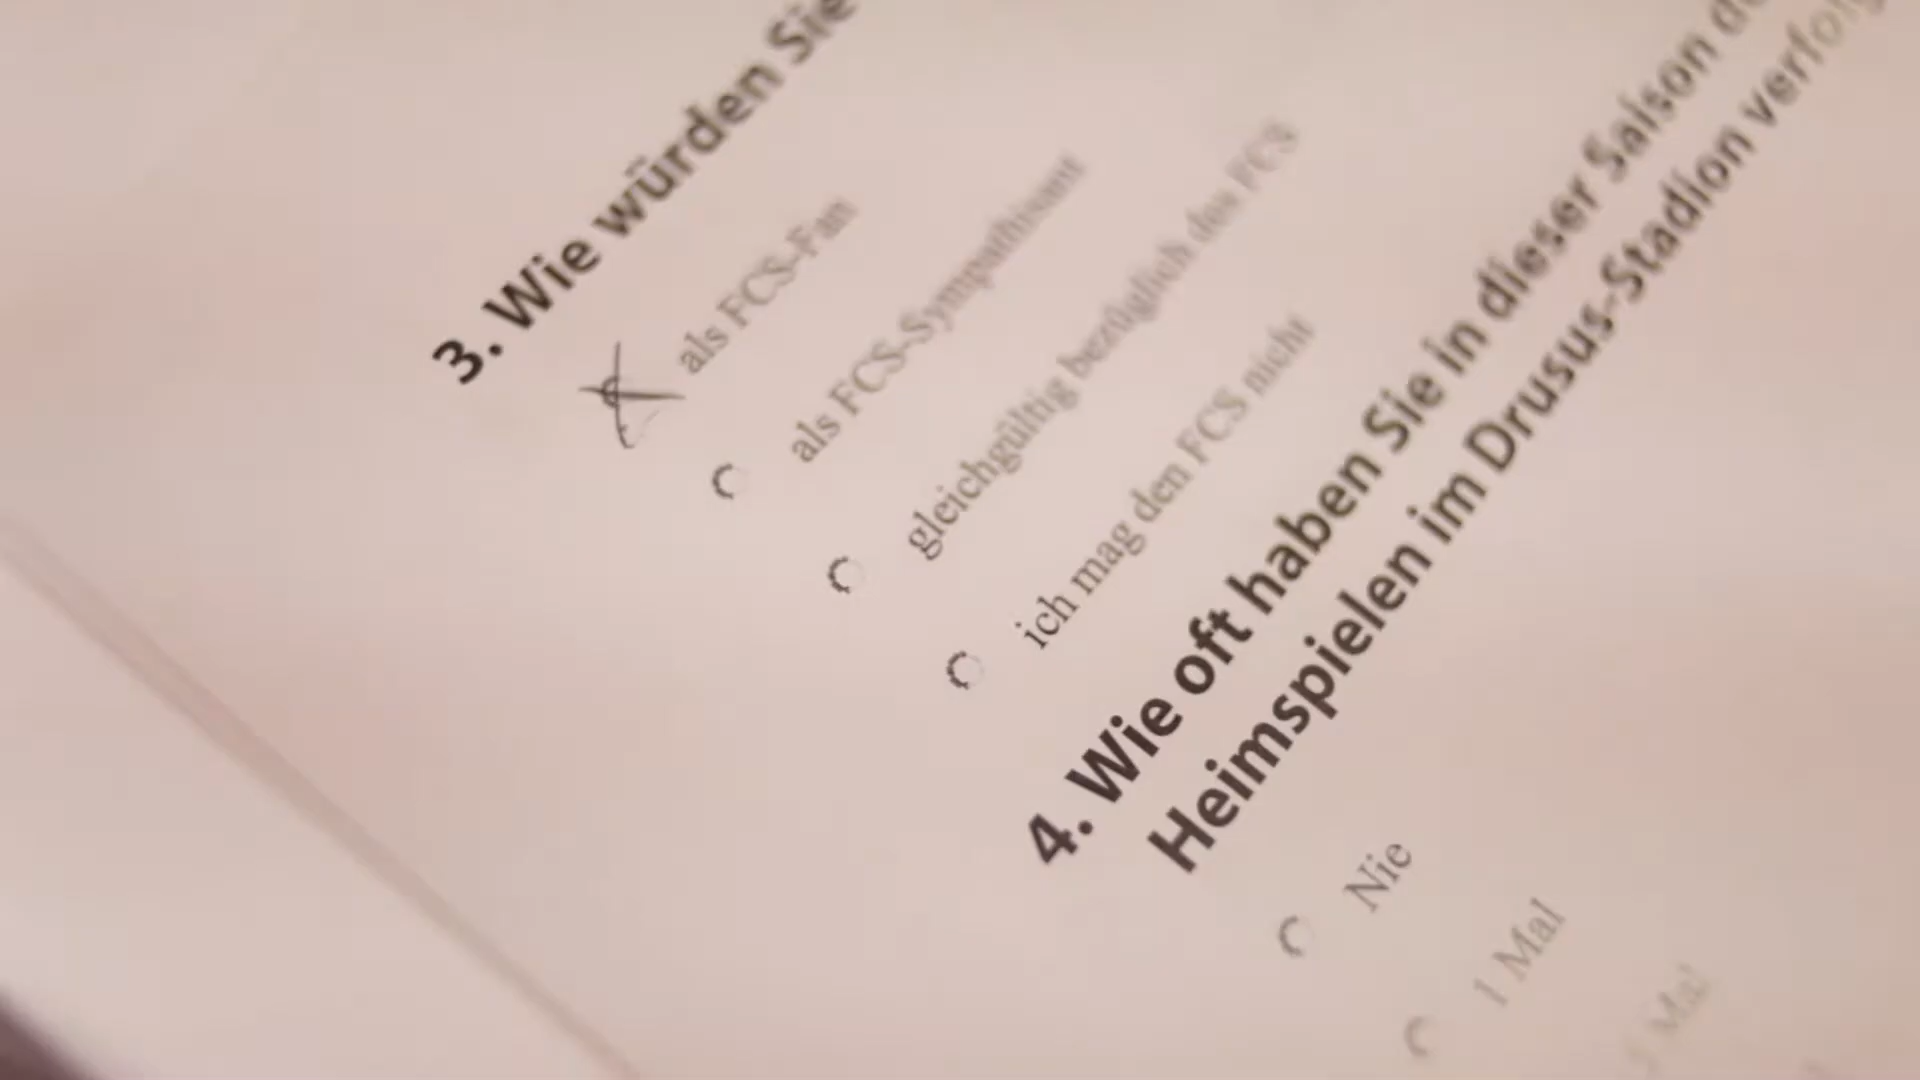 3. Wie würden Sie
als FCS-Fan
als FCS-Sympathisant
gleichgültig bezüglich des FCS
ich mag den FCS nicht
4. Wie oft haben Sie in dieser Saison
Heimspielen im Drusus-Stadion
Nie
1 Mal
Mal